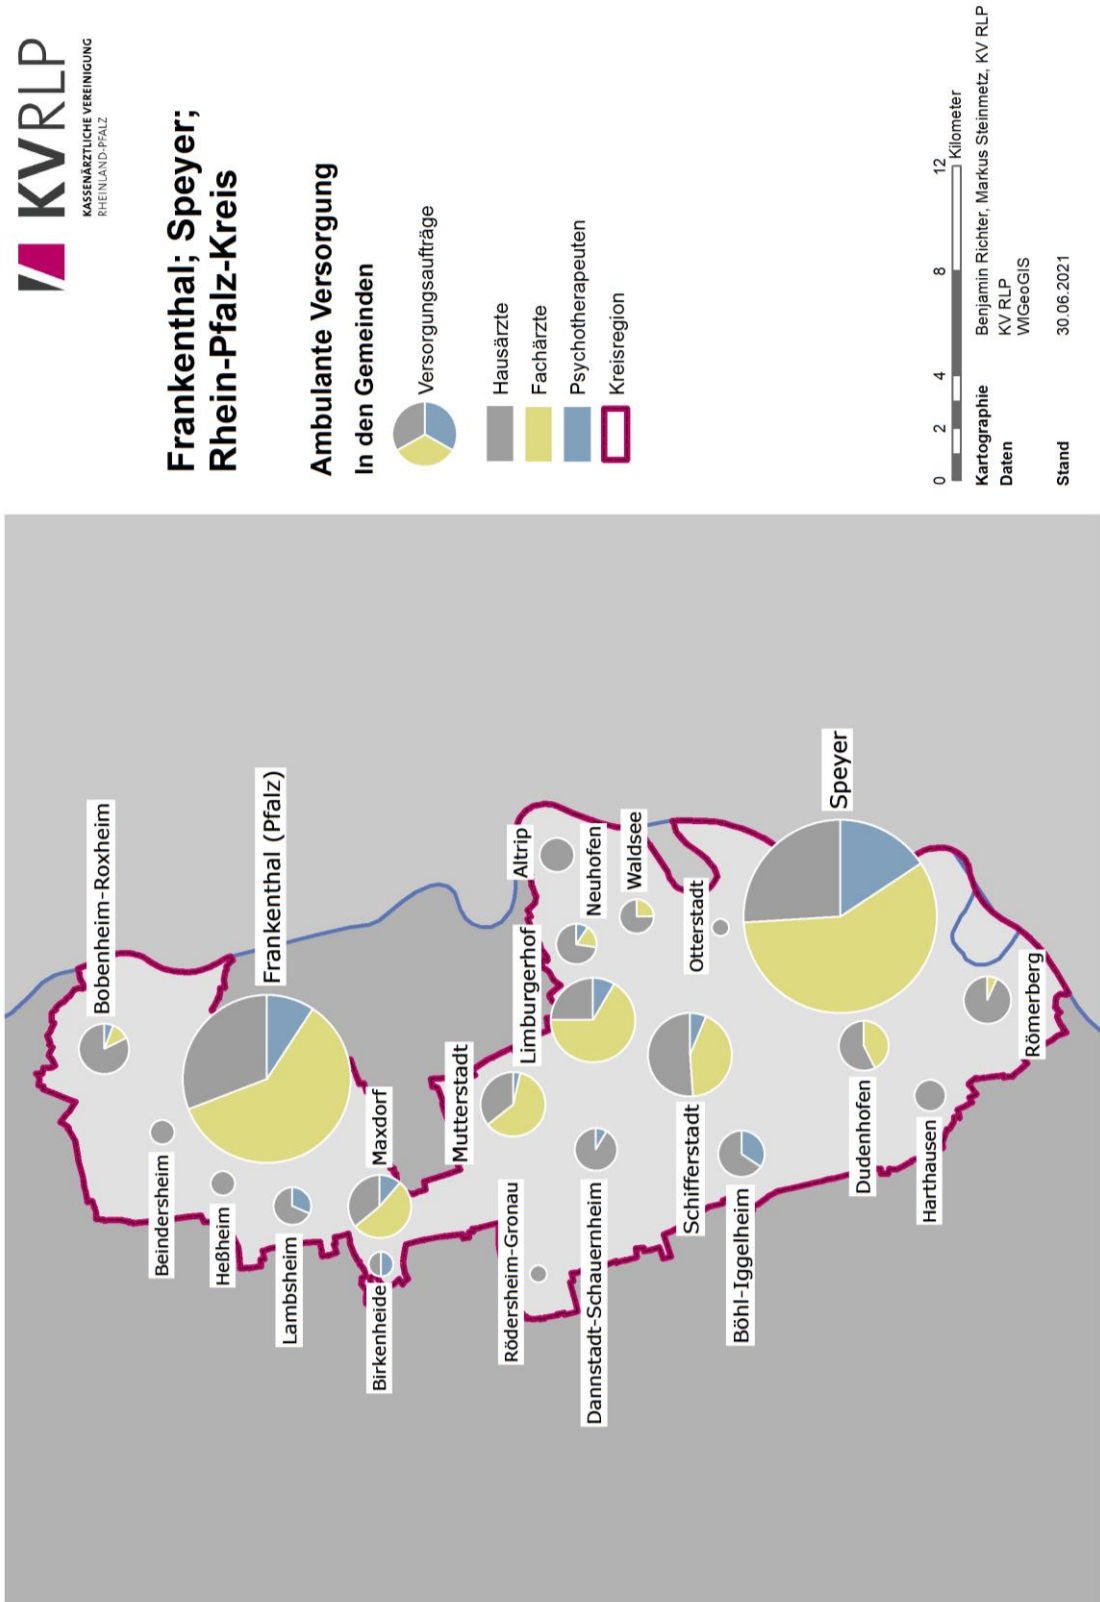 KVRLP
KASSENÄRZTLICHE VEREINIGUNG
RHEINLAND-PFALZ
Frankenthal; Speyer;
Rhein-Pfalz-Kreis
Ambulante Versorgung
In den Gemeinden
Versorgungsaufträge
Hausärzte
Fachärzte
Psychotherapeuten
Kreisregion
0 2 4 8 12
Kilometer
Kartographie Benjamin Richter, Markus Steinmetz, KV RLP
Daten KV RLP
WIGeoGIS
Stand 30.06.2021
Bobenheim-Roxheim
Beindersheim
Heßheim
Frankenthal (Pfalz)
Lambsheim
Maxdorf
Birkenheide
Mutterstadt
Rödersheim-Gronau
Altrip
Limburgerhof
Neuhofen
Dannstadt-Schauernheim
Waldsee
Otterstadt
Schifferstadt
Böhl-Iggelheim
Speyer
Dudenhofen
Harthausen
Römerberg